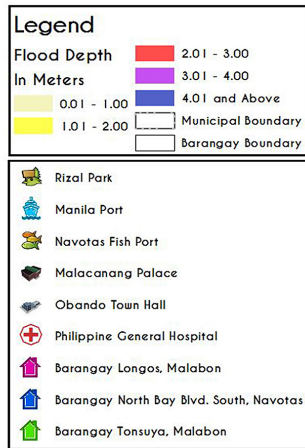 Legend
Flood Depth
In Meters
0.01 - 1.00
1.01 - 2.00
2.01 - 3.00
3.01 - 4.00
4.01 and Above
Municipal Boundary
Barangay Boundary
Rizal Park
Manila Port
Navotas Fish Port
Malacanang Palace
Obando Town Hall
Philippine General Hospital
Barangay Longos, Malabon
Barangay North Bay Blvd. South, Navotas
Barangay Tonsuya, Malabon